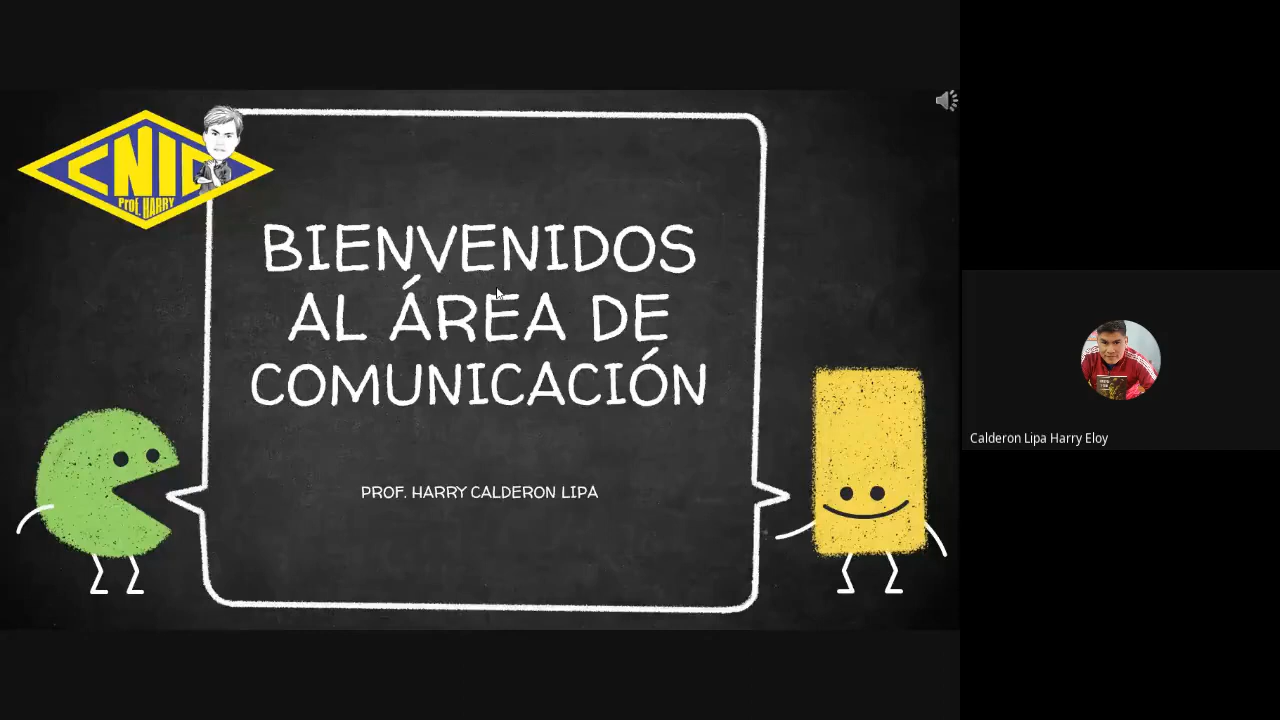 CNIC
Prof. HARRY
BIENVENIDOS
AL ÁREA DE
COMUNICACIÓN
PROF. HARRY CALDERON LIPA
Calderon Lipa Harry Eloy